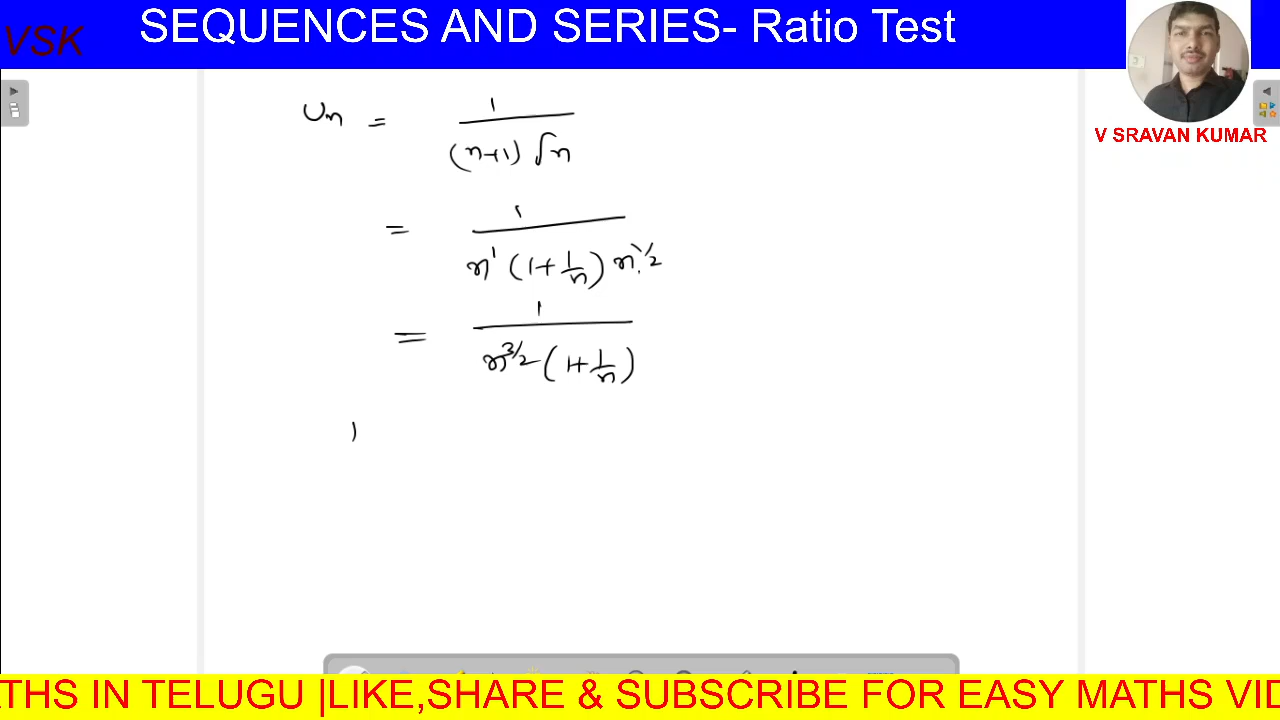 VSK
SEQUENCES AND SERIES- Ratio Test
V SRAVAN KUMAR
Un = 1 / (n+1) √n
= 1 / n^1 (1+1/n) n^1/2
= 1 / n^3/2 (1+1/n)
THS IN TELUGU |LIKE,SHARE & SUBSCRIBE FOR EASY MATHS VID